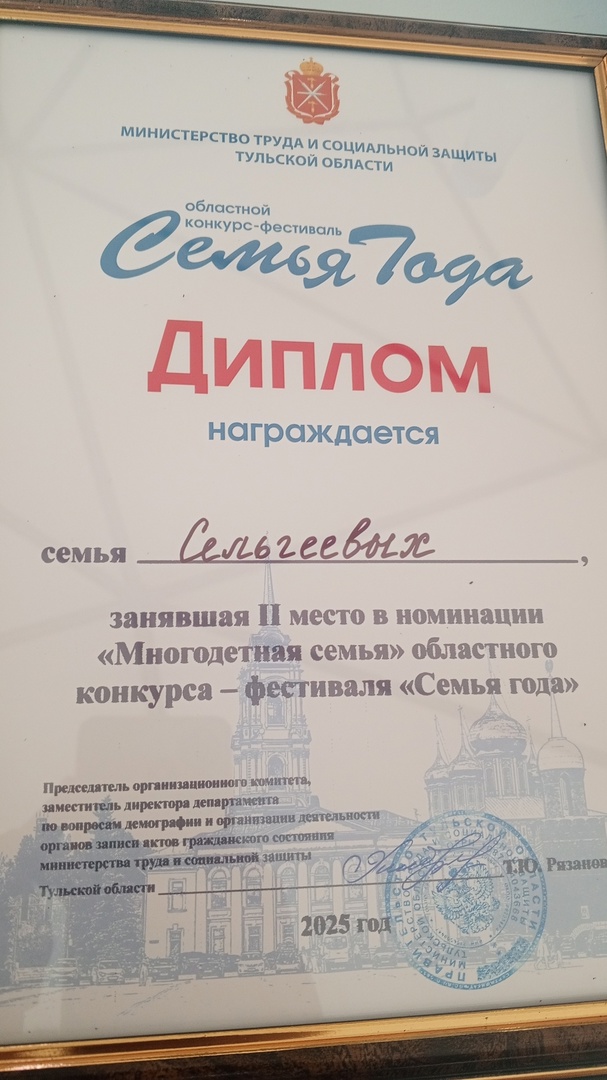 МИНИСТЕРСТВО ТРУДА И СОЦИАЛЬНОЙ ЗАЩИТЫ
ТУЛЬСКОЙ ОБЛАСТИ
областной
конкурс-фестиваль
Семья Года
Диплом
награждается
семья Сельгеевых,
занявшая II место в номинации
«Многодетная семья» областного
конкурса – фестиваля «Семья года»
Председатель организационного комитета,
заместитель директора департамента
по вопросам демографии и организации деятельности
органов записи актов гражданского состояния
министерства труда и социальной защиты
Тульской области Т.Ю. Рязанов
2025 год